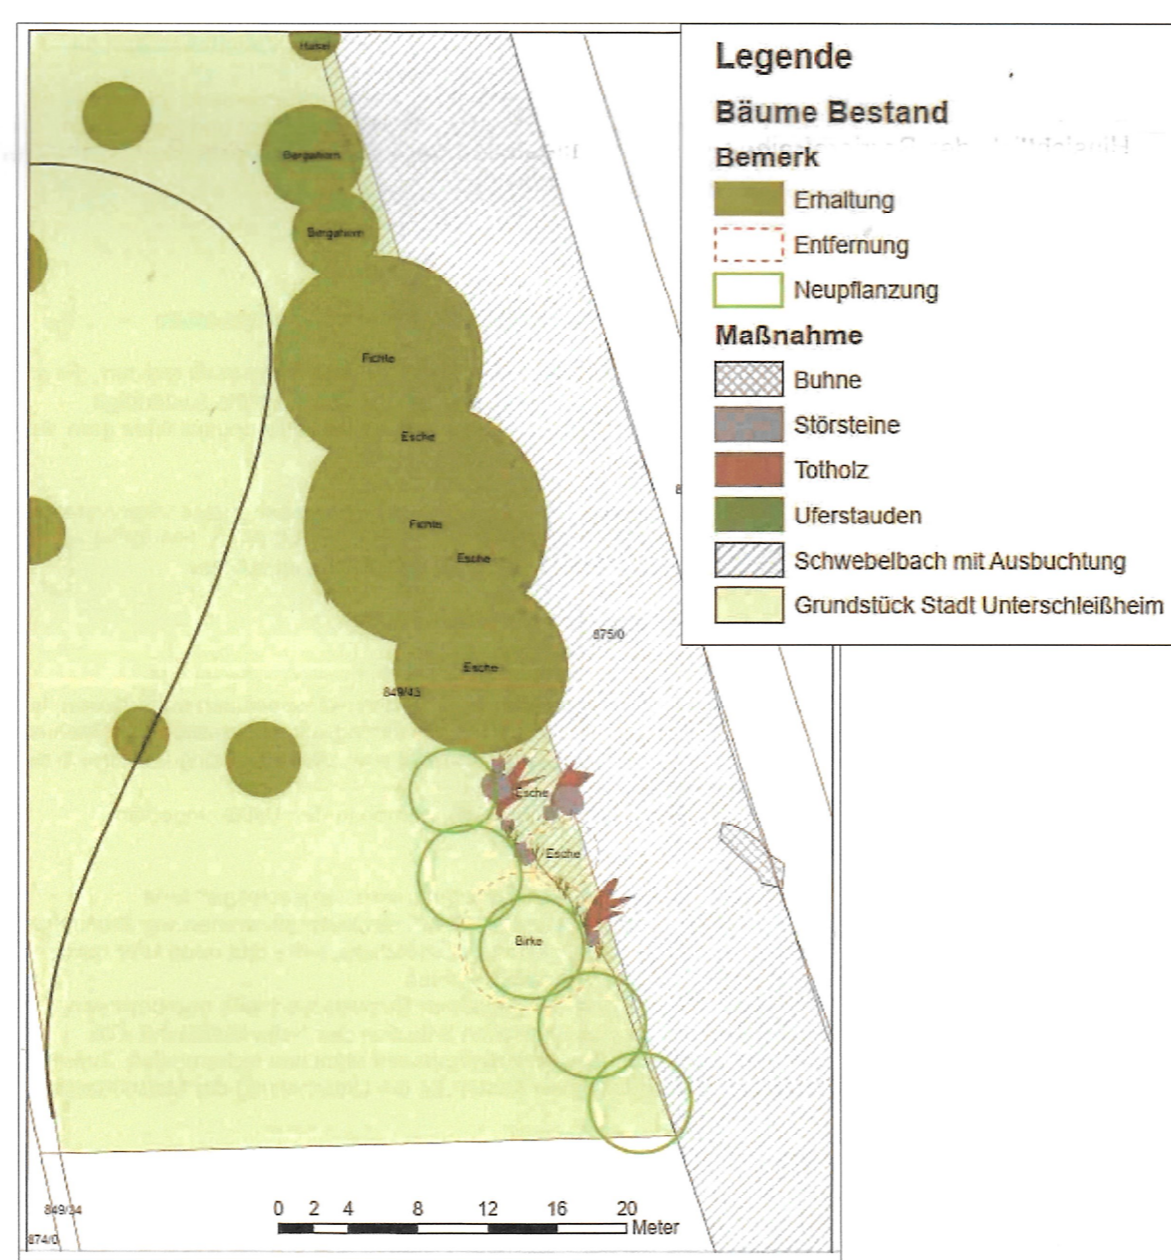 Legende
Bäume Bestand
Bemerk
Erhaltung
Entfernung
Neupflanzung
Maßnahme
Buhne
Störsteine
Totholz
Uferstauden
Schwebelbach mit Ausbuchtung
Grundstück Stadt Unterschleißheim
Hasel
Bergahorn
Bergahorn
Fichte
Esche
Fichte
Esche
875/0
Esche
849/43
Esche
Esche
Birke
849/34
874/0
0 2 4 8 12 16 20
Meter